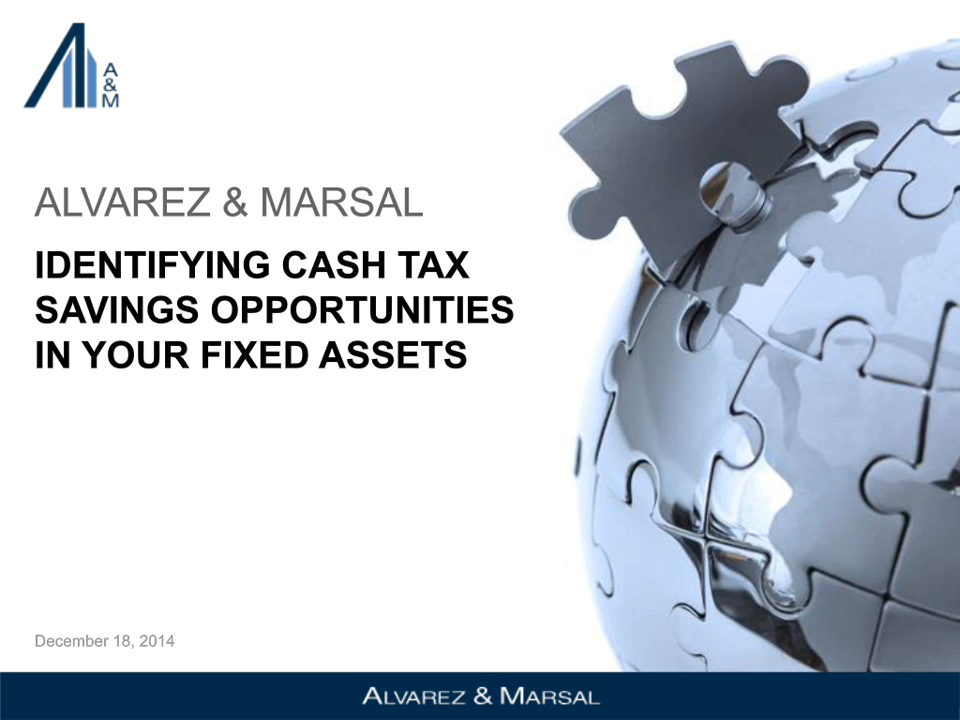 A
&
M
ALVAREZ & MARSAL
IDENTIFYING CASH TAX
SAVINGS OPPORTUNITIES
IN YOUR FIXED ASSETS
December 18, 2014
ALVAREZ & MARSAL